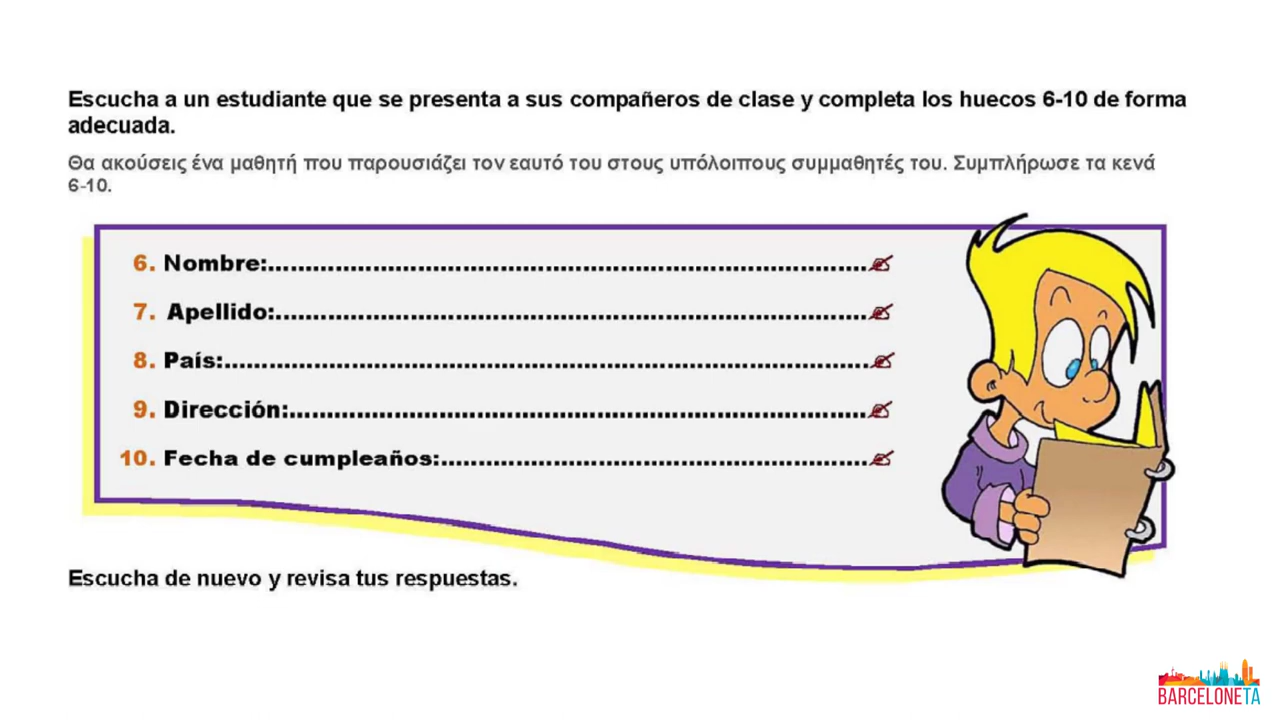 Escucha a un estudiante que se presenta a sus compañeros de clase y completa los huecos 6-10 de forma
adecuada.
Θα ακούσεις ένα μαθητή που παρουσιάζει τον εαυτό του στους υπόλοιπους συμμαθητές του. Συμπλήρωσε τα κενά
6-10.
6. Nombre:................................................................................
7. Apellido:...............................................................................
8. País:......................................................................................
9. Dirección:.............................................................................
10. Fecha de cumpleaños:.........................................................
Escucha de nuevo y revisa tus respuestas.
BARCELONETA